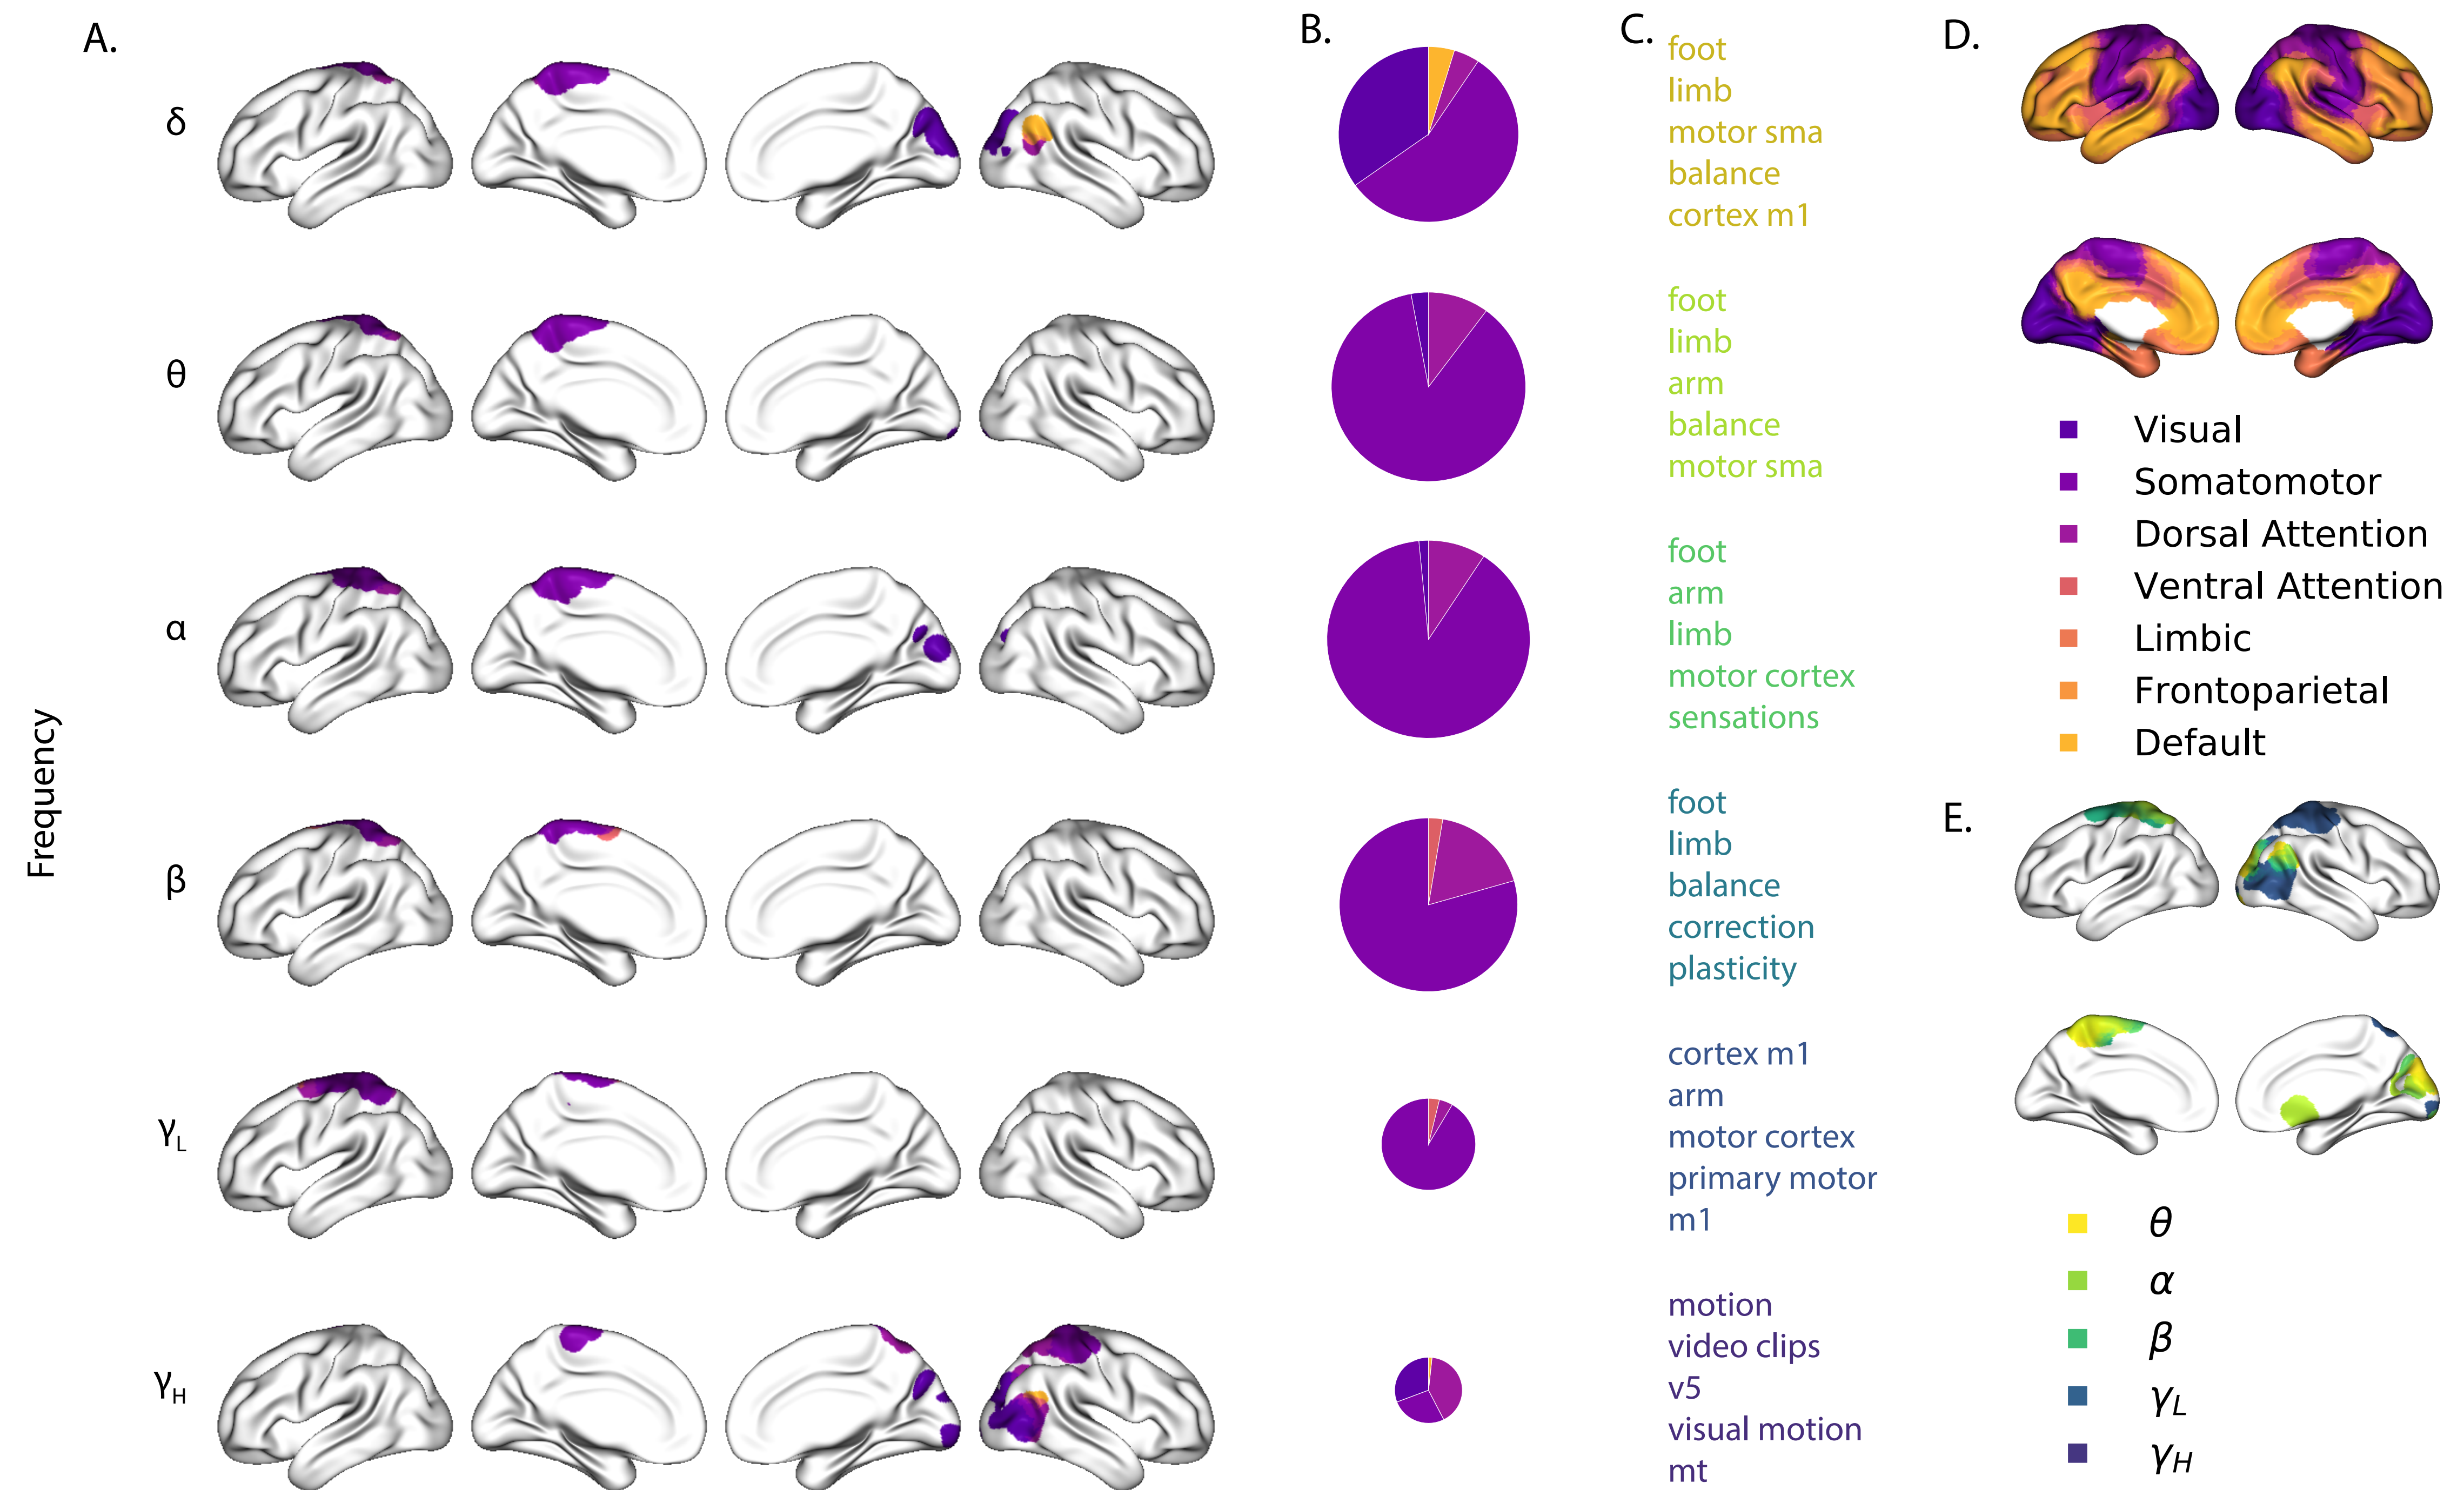 A.
B.
C.
D.
E.
Frequency
δ
θ
α
β
γL
γH
foot
limb
motor sma
balance
cortex m1
foot
limb
arm
balance
motor sma
foot
arm
limb
motor cortex
sensations
foot
limb
balance
correction
plasticity
cortex m1
arm
motor cortex
primary motor
m1
motion
video clips
v5
visual motion
mt
Visual
Somatomotor
Dorsal Attention
Ventral Attention
Limbic
Frontoparietal
Default
θ
α
β
γL
γH